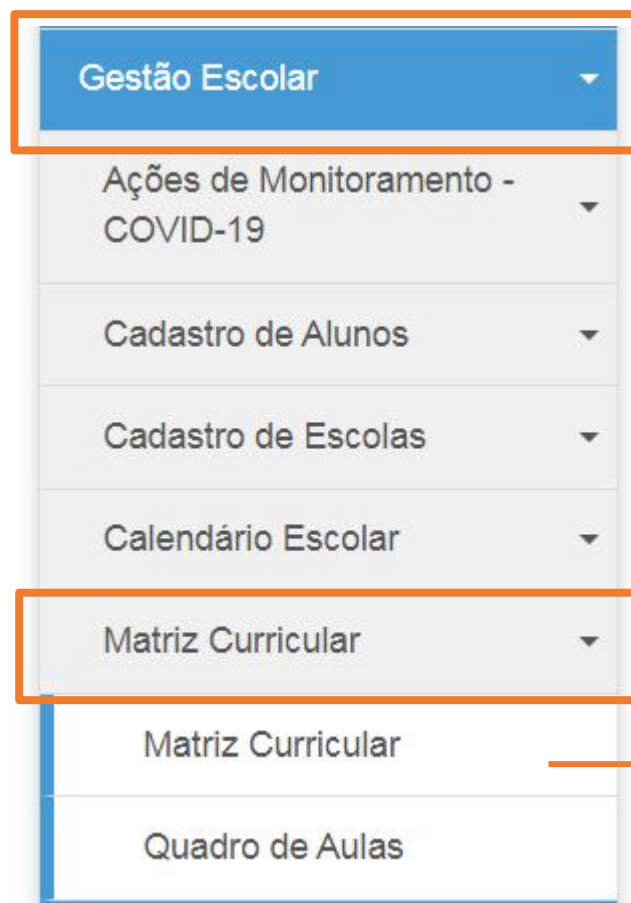 Gestão Escolar
Ações de Monitoramento -
COVID-19
Cadastro de Alunos
Cadastro de Escolas
Calendário Escolar
Matriz Curricular
Matriz Curricular
Quadro de Aulas